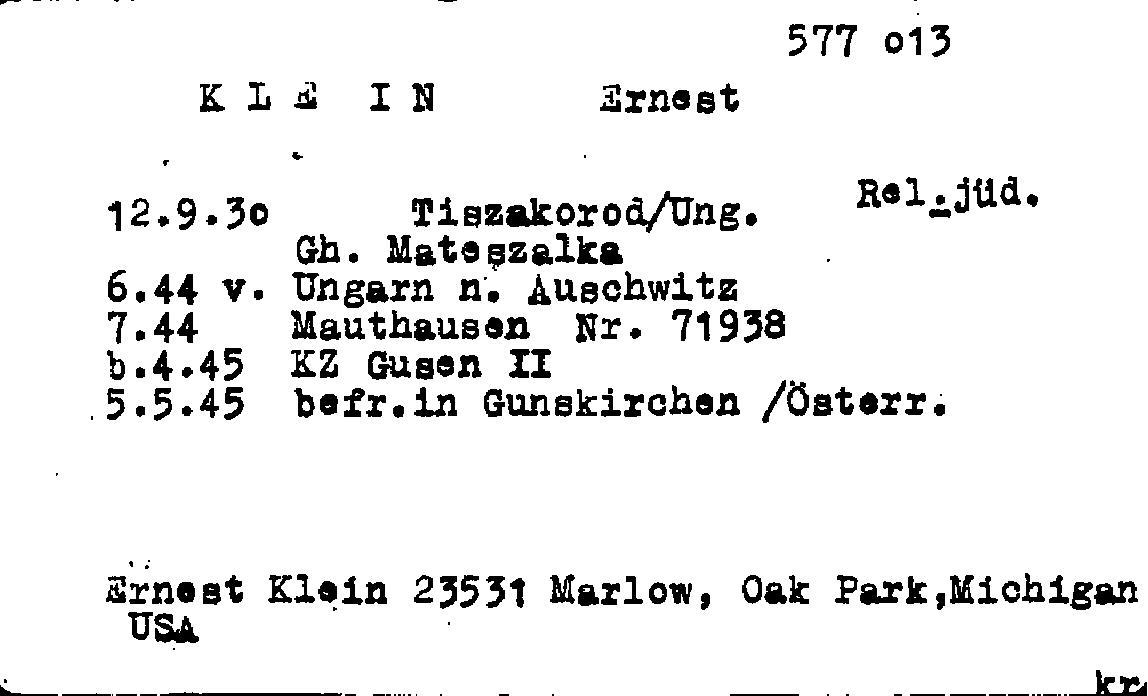 577 o13
K L E I N Ernest
Rel.jüd.
12.9.3o Tiszakorod/Ung.
Gh. Mateszalka
6.44 v. Ungarn n. Auschwitz
7.44 Mauthausen Nr. 71938
b.4.45 KZ Gusen II
5.5.45 befr.in Gunskirchen /Österr.
Ernest Klein 23531 Marlow, Oak Park,Michigan
USA
kr